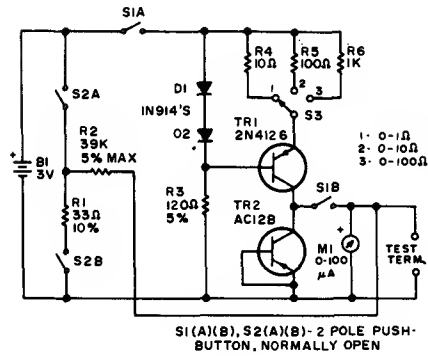 S1A
R4
10Ω
R5
100Ω
R6
1K
S2A
D1
1N914'S
D2
1
2
3
S3
TR1
2N4126
1- 0-1Ω
2- 0-10Ω
3- 0-100Ω
R2
39K
5% MAX
+
B1
3V
R1
33Ω
10%
R3
120Ω
5%
TR2
AC128
S1B
+
M1
0-100
μA
TEST
TERM.
S2B
S1(A)(B), S2(A)(B)- 2 POLE PUSH-
BUTTON, NORMALLY OPEN